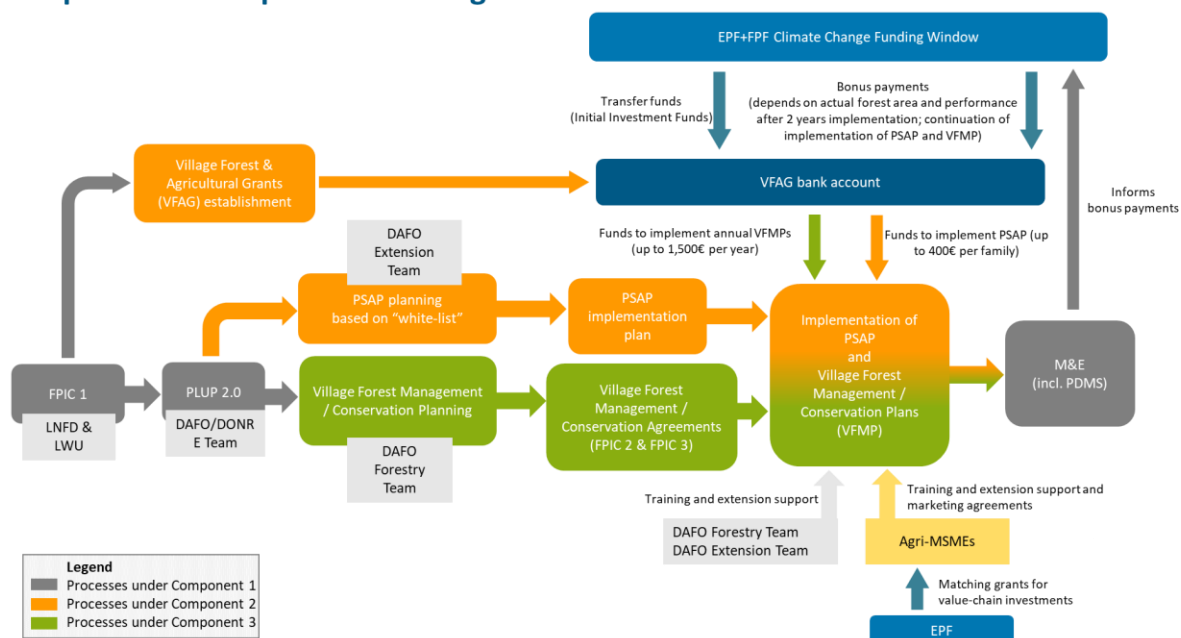 EPF+FPF Climate Change Funding Window
Transfer funds
(Initial Investment Funds)
Bonus payments
(depends on actual forest area and performance
after 2 years implementation; continuation of
implementation of PSAP and VFMP)
Village Forest &
Agricultural Grants
(VFAG) establishment
VFAG bank account
Informs
bonus payments
Funds to implement annual VFMPs
(up to 1,500€ per year)
Funds to implement PSAP (up
to 400€ per family)
DAFO
Extension
Team
PSAP planning
based on “white-list”
PSAP
implementation
plan
Implementation of
PSAP
and
Village Forest
Management /
Conservation Plans
(VFMP)
M&E
(incl. PDMS)
FPIC 1
LNFD &
LWU
PLUP 2.0
DAFO/DONR
E Team
Village Forest Management
/ Conservation Planning
DAFO
Forestry
Team
Village Forest
Management /
Conservation Agreements
(FPIC 2 & FPIC 3)
Training and extension support
DAFO Forestry Team
DAFO Extension Team
Training and extension support and
marketing agreements
Agri-MSMEs
Matching grants for
value-chain investments
EPF
Legend
Processes under Component 1
Processes under Component 2
Processes under Component 3